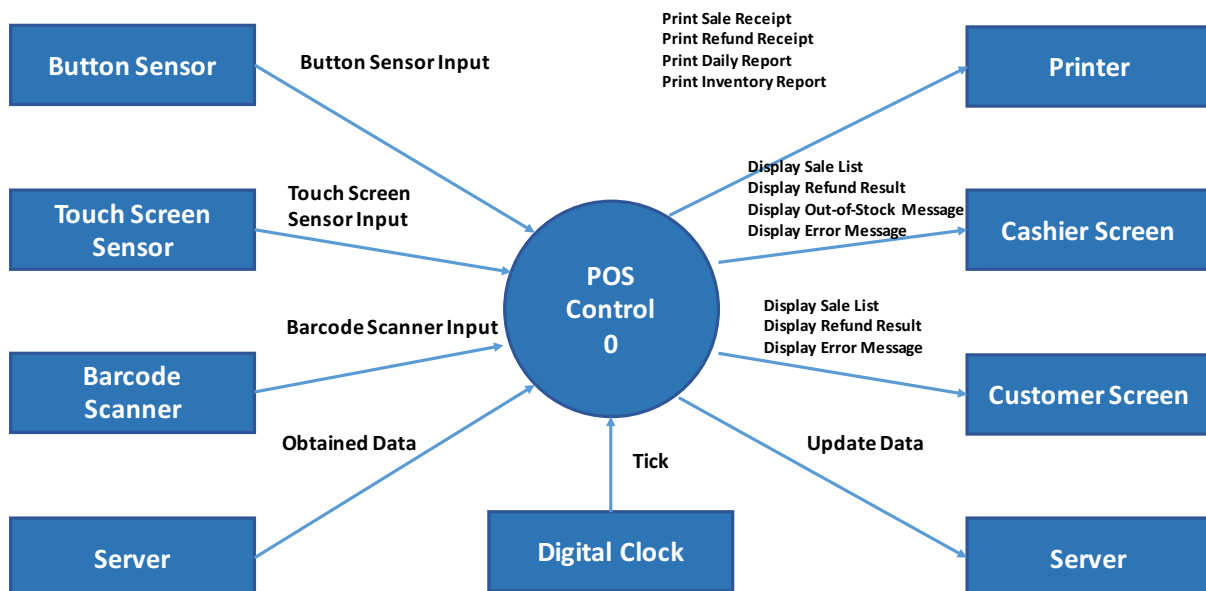 Button Sensor
Button Sensor Input
Print Sale Receipt
Print Refund Receipt
Print Daily Report
Print Inventory Report
Printer
Touch Screen
Sensor
Touch Screen
Sensor Input
POS
Control
0
Display Sale List
Display Refund Result
Display Out-of-Stock Message
Display Error Message
Cashier Screen
Barcode
Scanner
Barcode Scanner Input
Display Sale List
Display Refund Result
Display Error Message
Customer Screen
Server
Obtained Data
Tick
Digital Clock
Update Data
Server